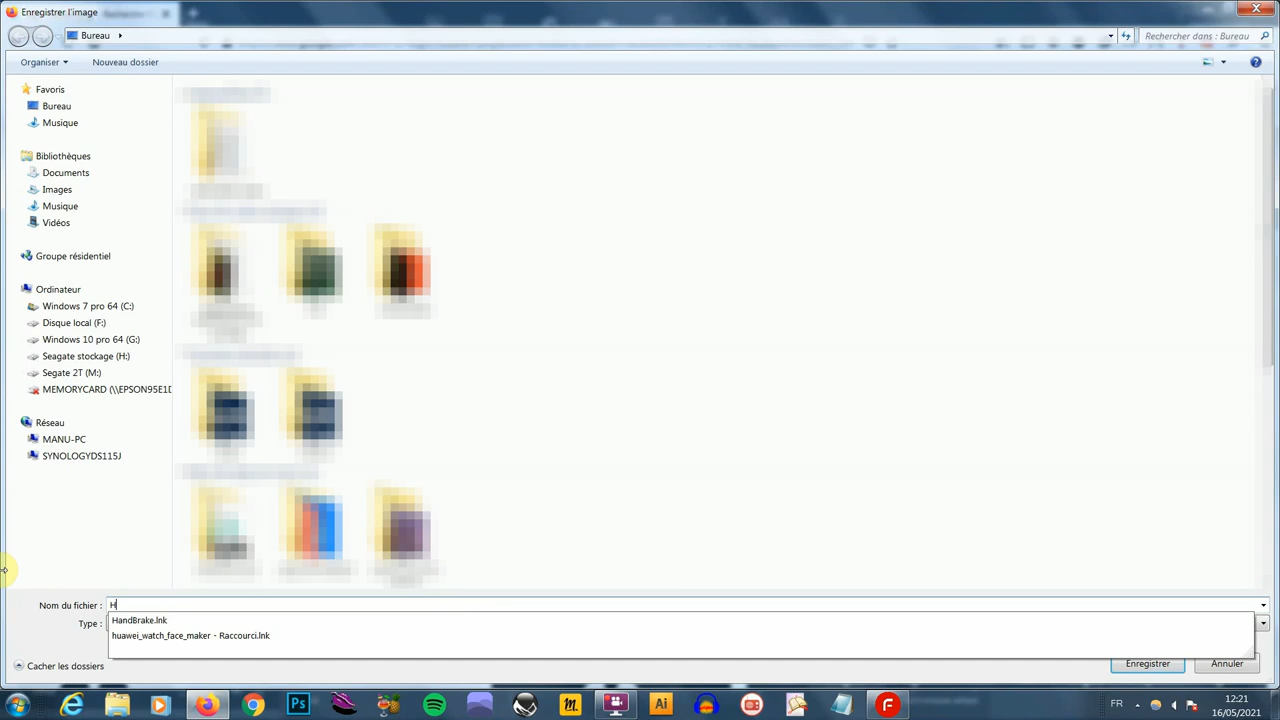 Enregistrer l'image
Bureau
Rechercher dans : Bureau
Organiser
Nouveau dossier
Favoris
Bureau
Musique
Bibliothèques
Documents
Images
Musique
Vidéos
Groupe résidentiel
Ordinateur
Windows 7 pro 64 (C:)
Disque local (F:)
Windows 10 pro 64 (G:)
Seagate stockage (H:)
Segate 2T (M:)
MEMORYCARD (\\EPSON95E1D
Réseau
MANU-PC
SYNOLOGYDS115J
Nom du fichier : H
Type :
HandBrake.lnk
huawei_watch_face_maker - Raccourci.lnk
Cacher les dossiers
Enregistrer
Annuler
Ps
Ai
FR
12:21
16/05/2021